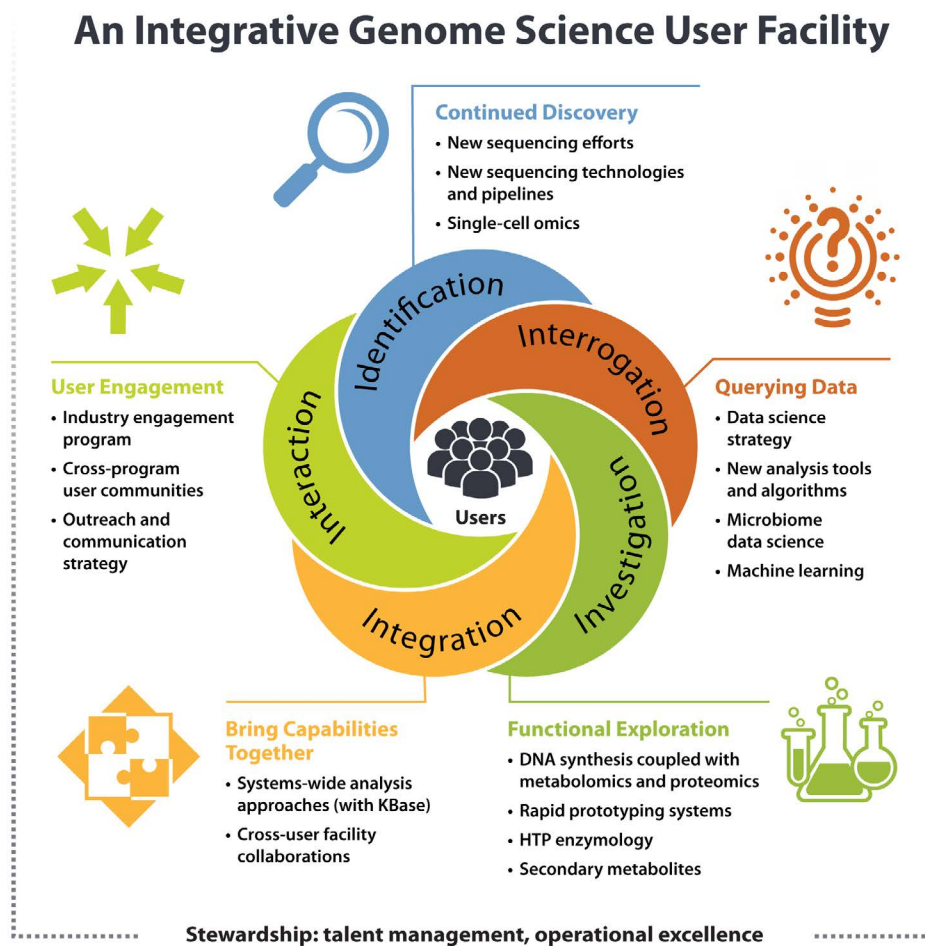 An Integrative Genome Science User Facility
Continued Discovery
• New sequencing efforts
• New sequencing technologies
and pipelines
• Single-cell omics
User Engagement
• Industry engagement
program
• Cross-program
user communities
• Outreach and
communication
strategy
Identification
Interrogation
Interaction
Investigation
Integration
Users
Querying Data
• Data science
strategy
• New analysis tools
and algorithms
• Microbiome
data science
• Machine learning
Bring Capabilities
Together
• Systems-wide analysis
approaches (with KBase)
• Cross-user facility
collaborations
Functional Exploration
• DNA synthesis coupled with
metabolomics and proteomics
• Rapid prototyping systems
• HTP enzymology
• Secondary metabolites
Stewardship: talent management, operational excellence